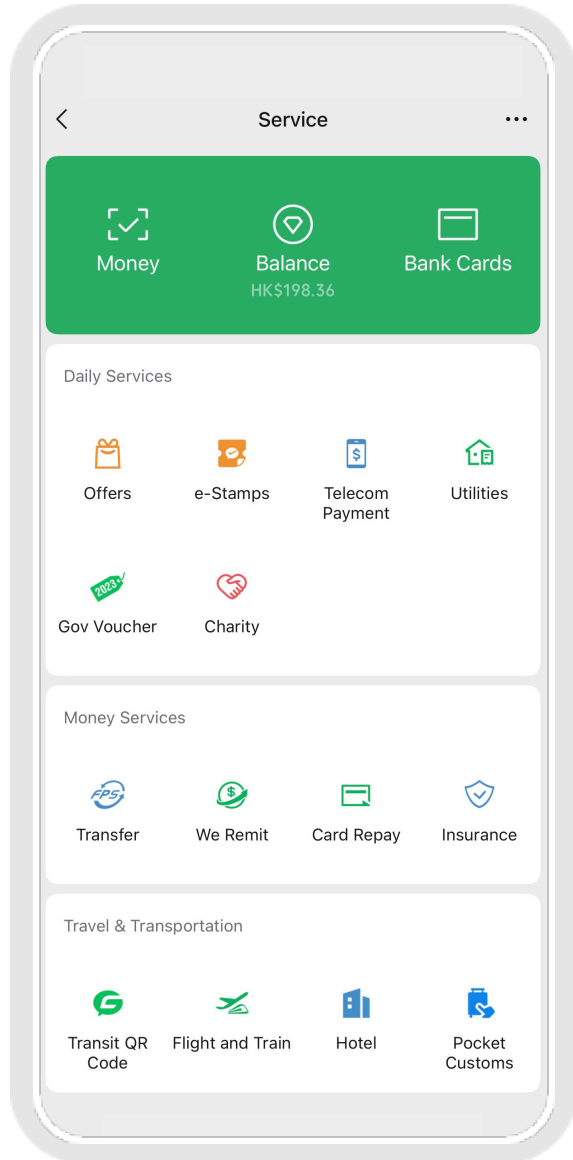 Service
Money Balance Bank Cards
HK$198.36
Daily Services
Offers e-Stamps Telecom Payment Utilities
2023
Gov Voucher Charity
Money Services
FPS $
Transfer We Remit Card Repay Insurance
Travel & Transportation
Transit QR Code Flight and Train Hotel Pocket Customs